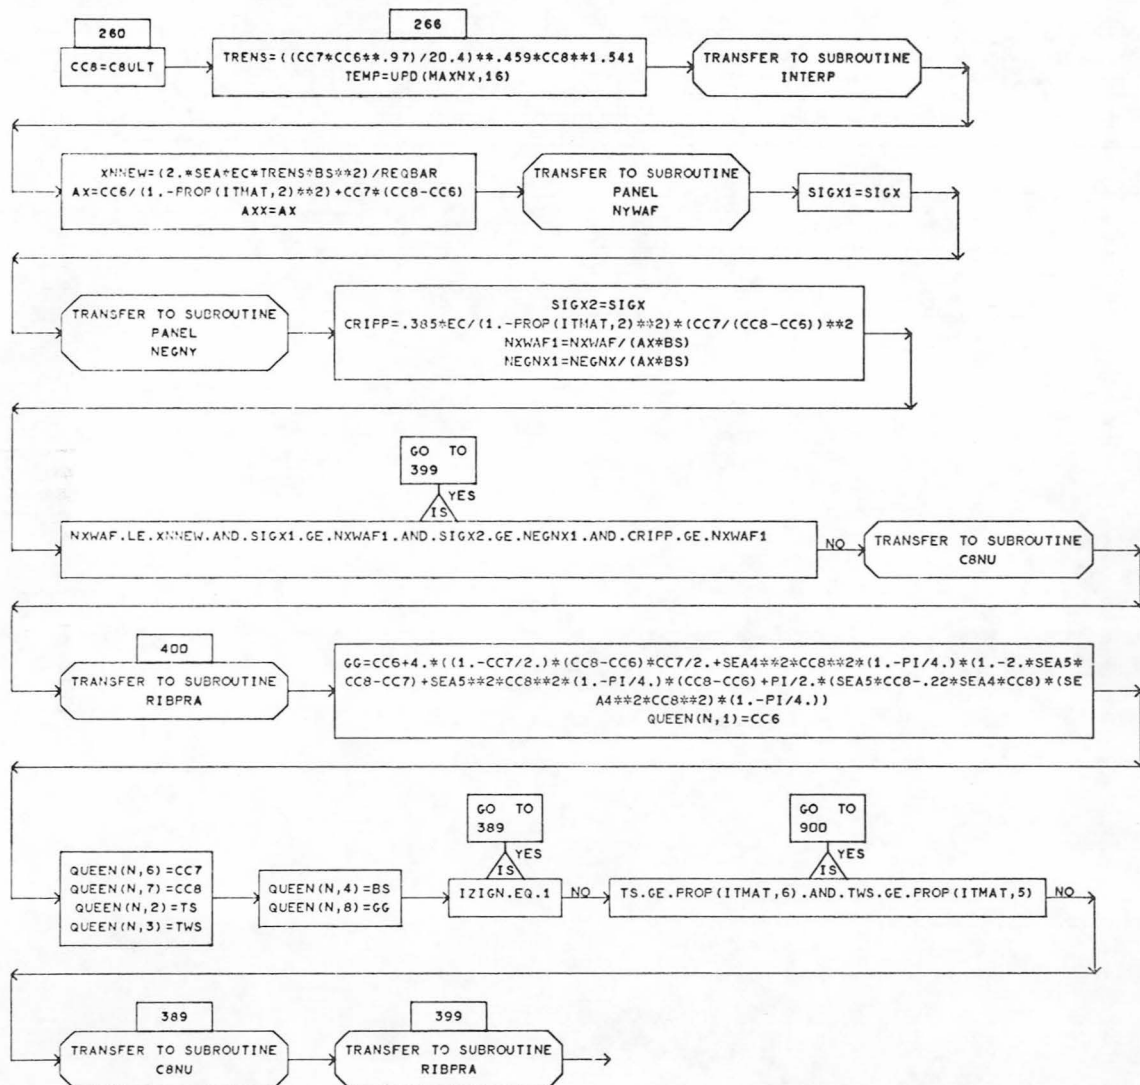 260
CC8=C8ULT
266
TRENS=((CC7*CC6**.97)/20.4)**.459*CC8**1.541
TEMP=UPD(MAXNX,16)
TRANSFER TO SUBROUTINE
INTERP
XNNEW=(2.*SEA*EC*TRENS*BS**2)/REQBAR
AX=CC6/(1.-PROP(ITMAT,2)**2)+CC7*(CC8-CC6)
AXX=AX
TRANSFER TO SUBROUTINE
PANEL
NYWAF
SIGX1=SIGX
TRANSFER TO SUBROUTINE
PANEL
NEGNY
SIGX2=SIGX
CRIPP=.385*EC/(1.-PROP(ITMAT,2)**2)*(CC7/(CC8-CC6))**2
NXWAF1=NXWAF/(AX*BS)
NEGNX1=NEGNX/(AX*BS)
GO TO
399
YES
IS
NXWAF.LE.XNNEW.AND.SIGX1.GE.NXWAF1.AND.SIGX2.GE.NEGNX1.AND.CRIPP.GE.NXWAF1
NO
TRANSFER TO SUBROUTINE
C8NU
400
TRANSFER TO SUBROUTINE
RIBPRA
GG=CC6+4.*((1.-CC7/2.)*(CC8-CC6)*CC7/2.+SEA4**2*CC8**2*(1.-PI/4.)*(1.-2.*SEA5*
CC8-CC7)+SEA5**2*CC8**2*(1.-PI/4.)*(CC8-CC6)+PI/2.*(SEA5*CC8-.22*SEA4*CC8)*(SE
A4**2*CC8**2)*(1.-PI/4.))
QUEEN(N,1)=CC6
QUEEN(N,6)=CC7
QUEEN(N,7)=CC8
QUEEN(N,2)=TS
QUEEN(N,3)=TWS
QUEEN(N,4)=BS
QUEEN(N,8)=GG
GO TO
389
YES
IS
IZIGN.EQ.1
NO
GO TO
900
YES
IS
TS.GE.PROP(ITMAT,6).AND.TWS.GE.PROP(ITMAT,5)
NO
389
TRANSFER TO SUBROUTINE
C8NU
399
TRANSFER TO SUBROUTINE
RIBPRA